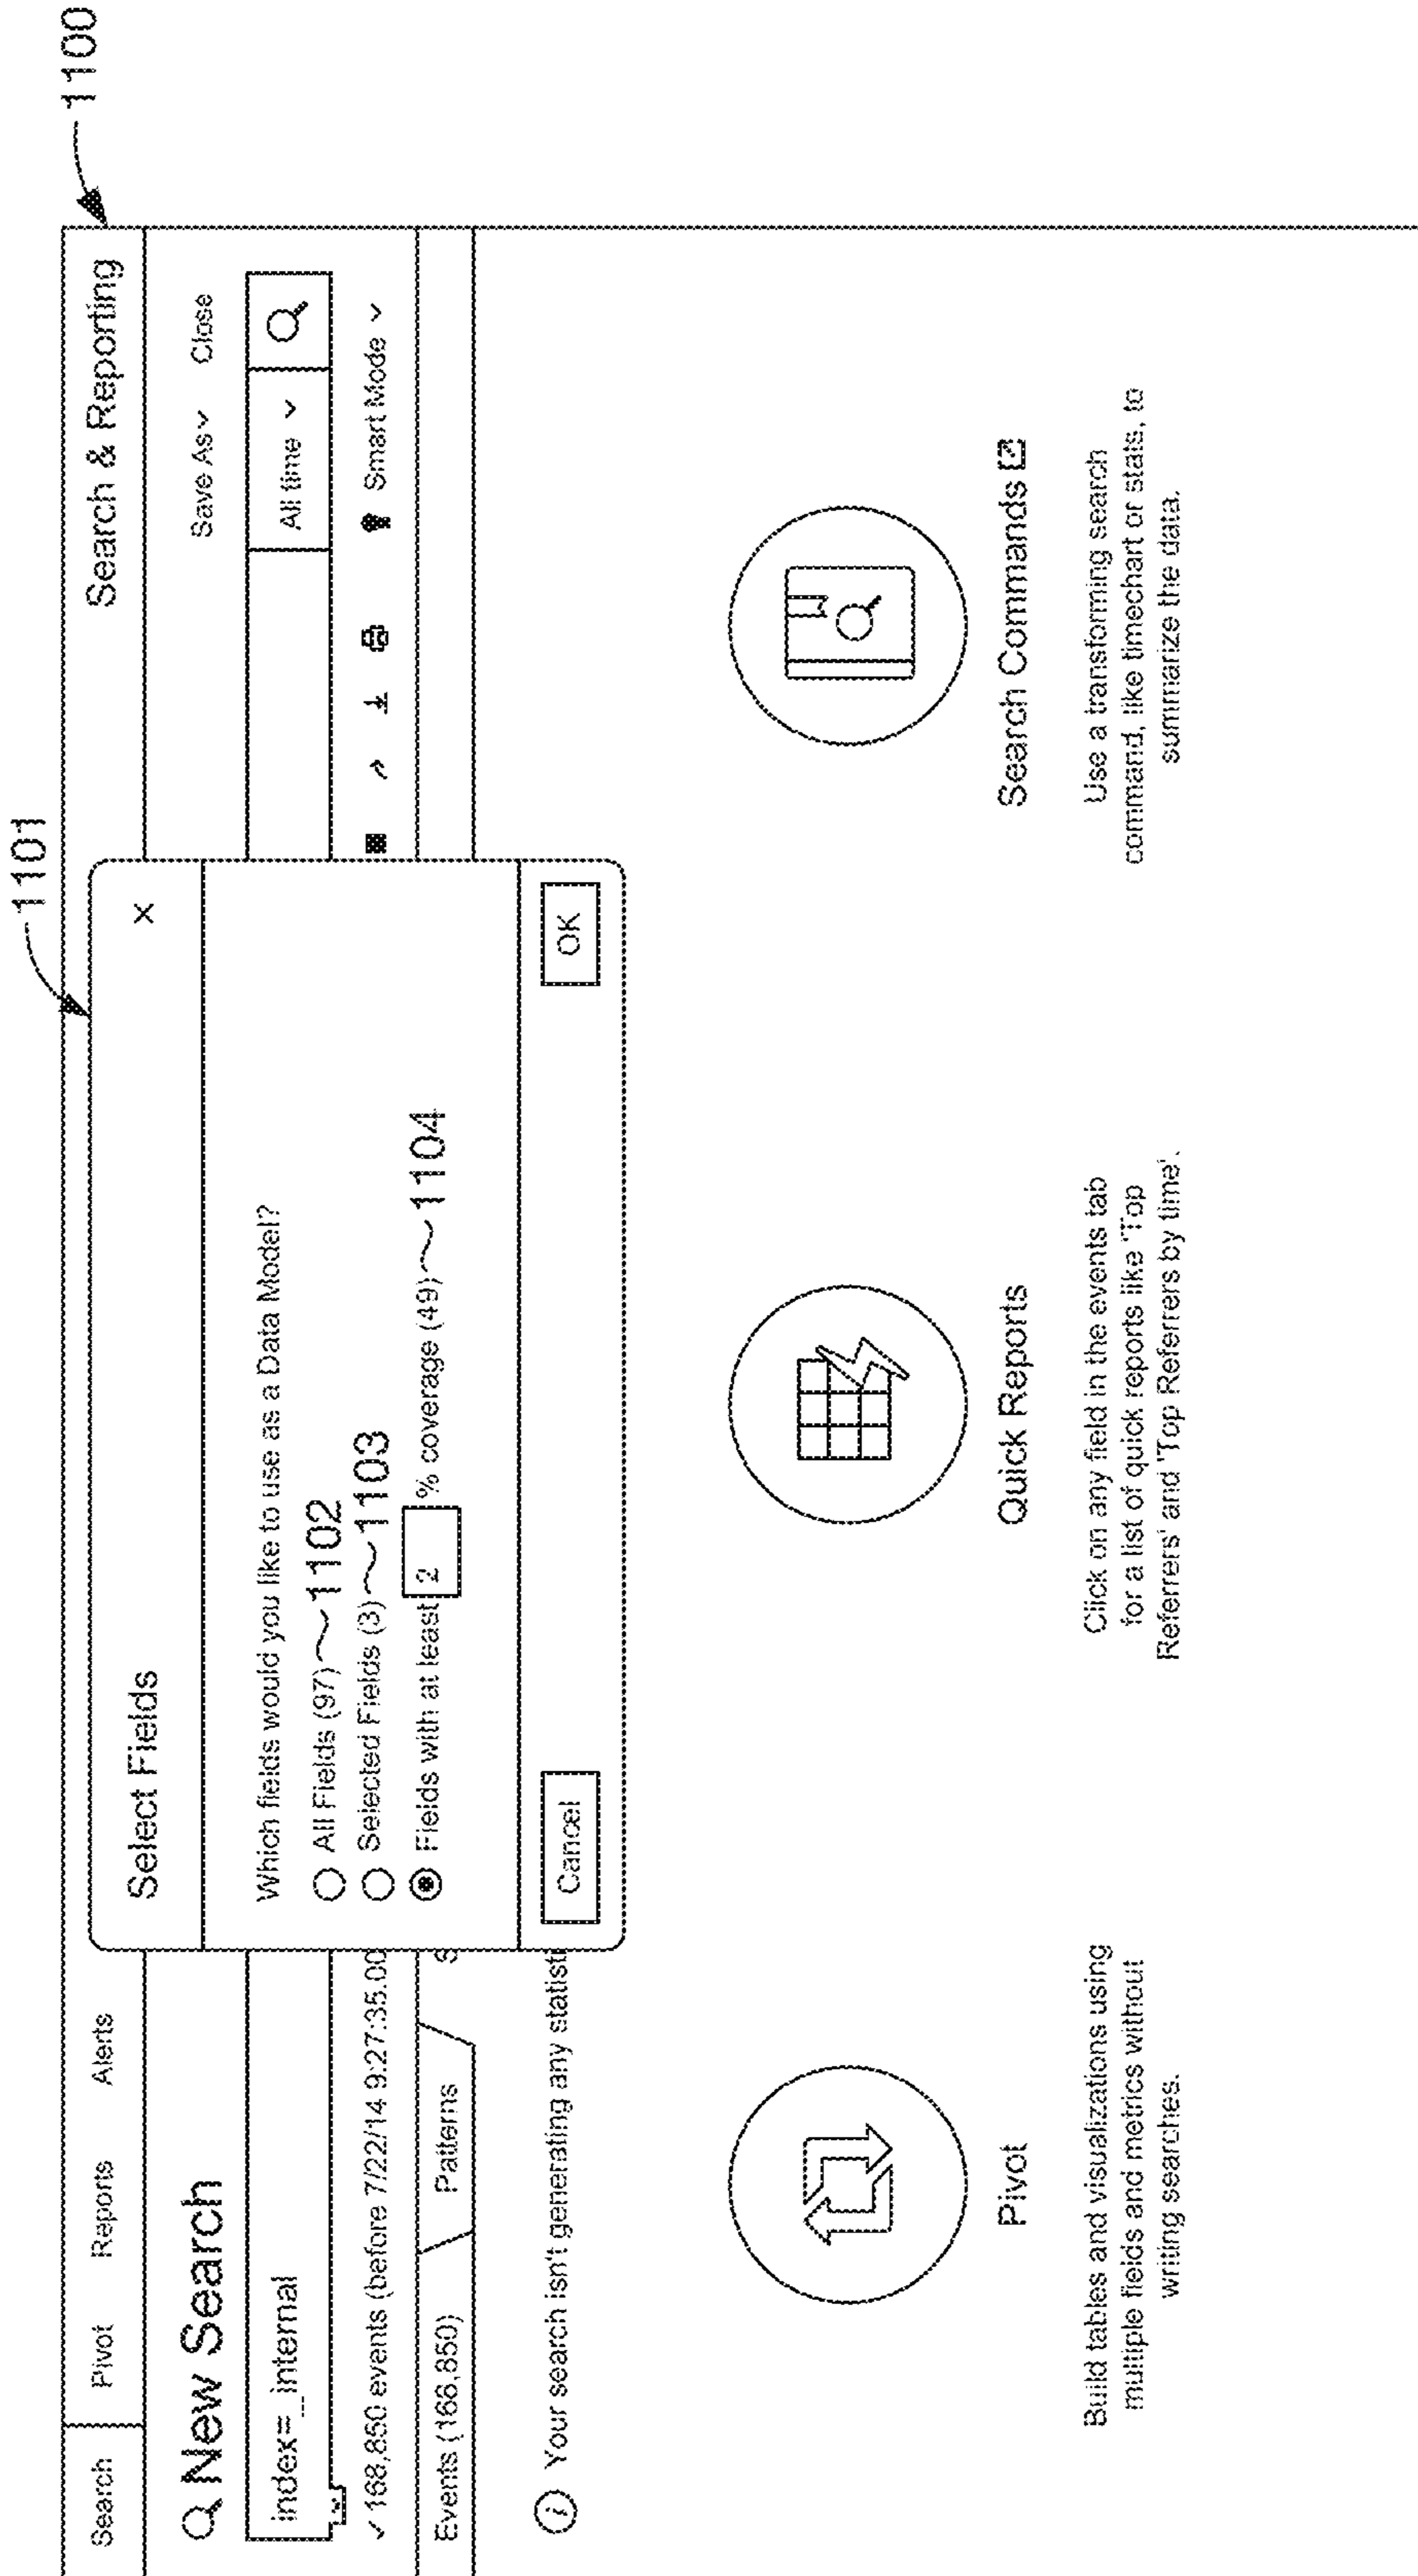 1100
1101
Search Pivot Reports Alerts Search & Reporting
New Search
Save As Close
index=_internal
All time
✓168,850 events (before 7/22/14 9:27:35.00
Smart Mode
Events (168,850) Patterns S
Your search isn't generating any statisti
Select Fields X
Which fields would you like to use as a Data Model?
All Fields (97)~1102
Selected Fields (3)~1103
Fields with at least 2 % coverage (49)~1104
Cancel OK
Pivot
Build tables and visualizations using
multiple fields and metrics without
writing searches.
Quick Reports
Click on any field in the events tab
for a list of quick reports like 'Top
Referrers' and 'Top Referrers by time'.
Search Commands
Use a transforming search
command, like timechart or stats, to
summarize the data.